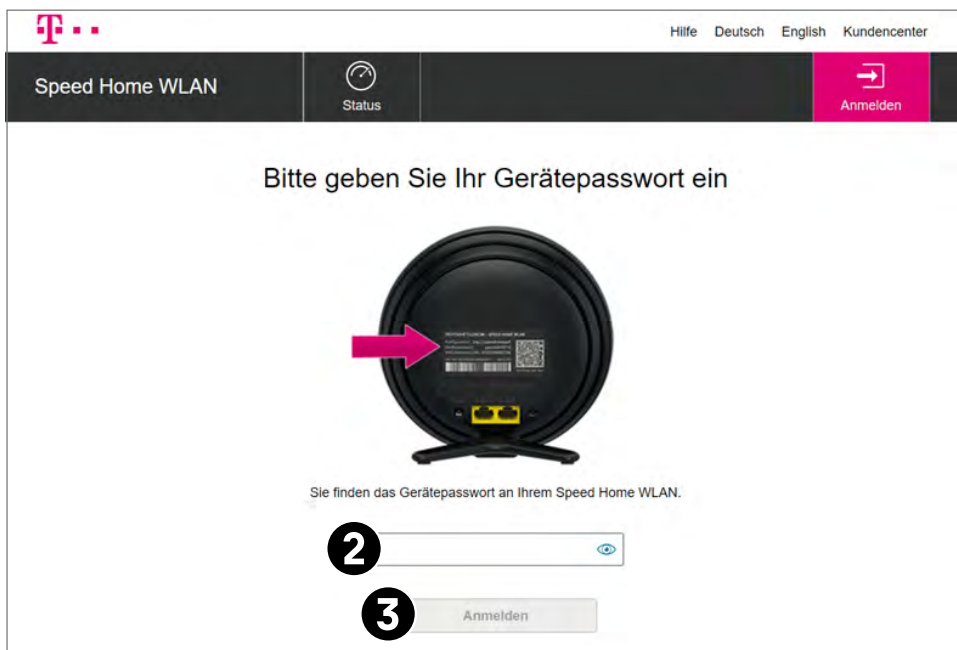 T
Hilfe Deutsch English Kundencenter
Speed Home WLAN
Status
Anmelden
Bitte geben Sie Ihr Gerätepasswort ein
Sie finden das Gerätepasswort an Ihrem Speed Home WLAN.
2
3 Anmelden